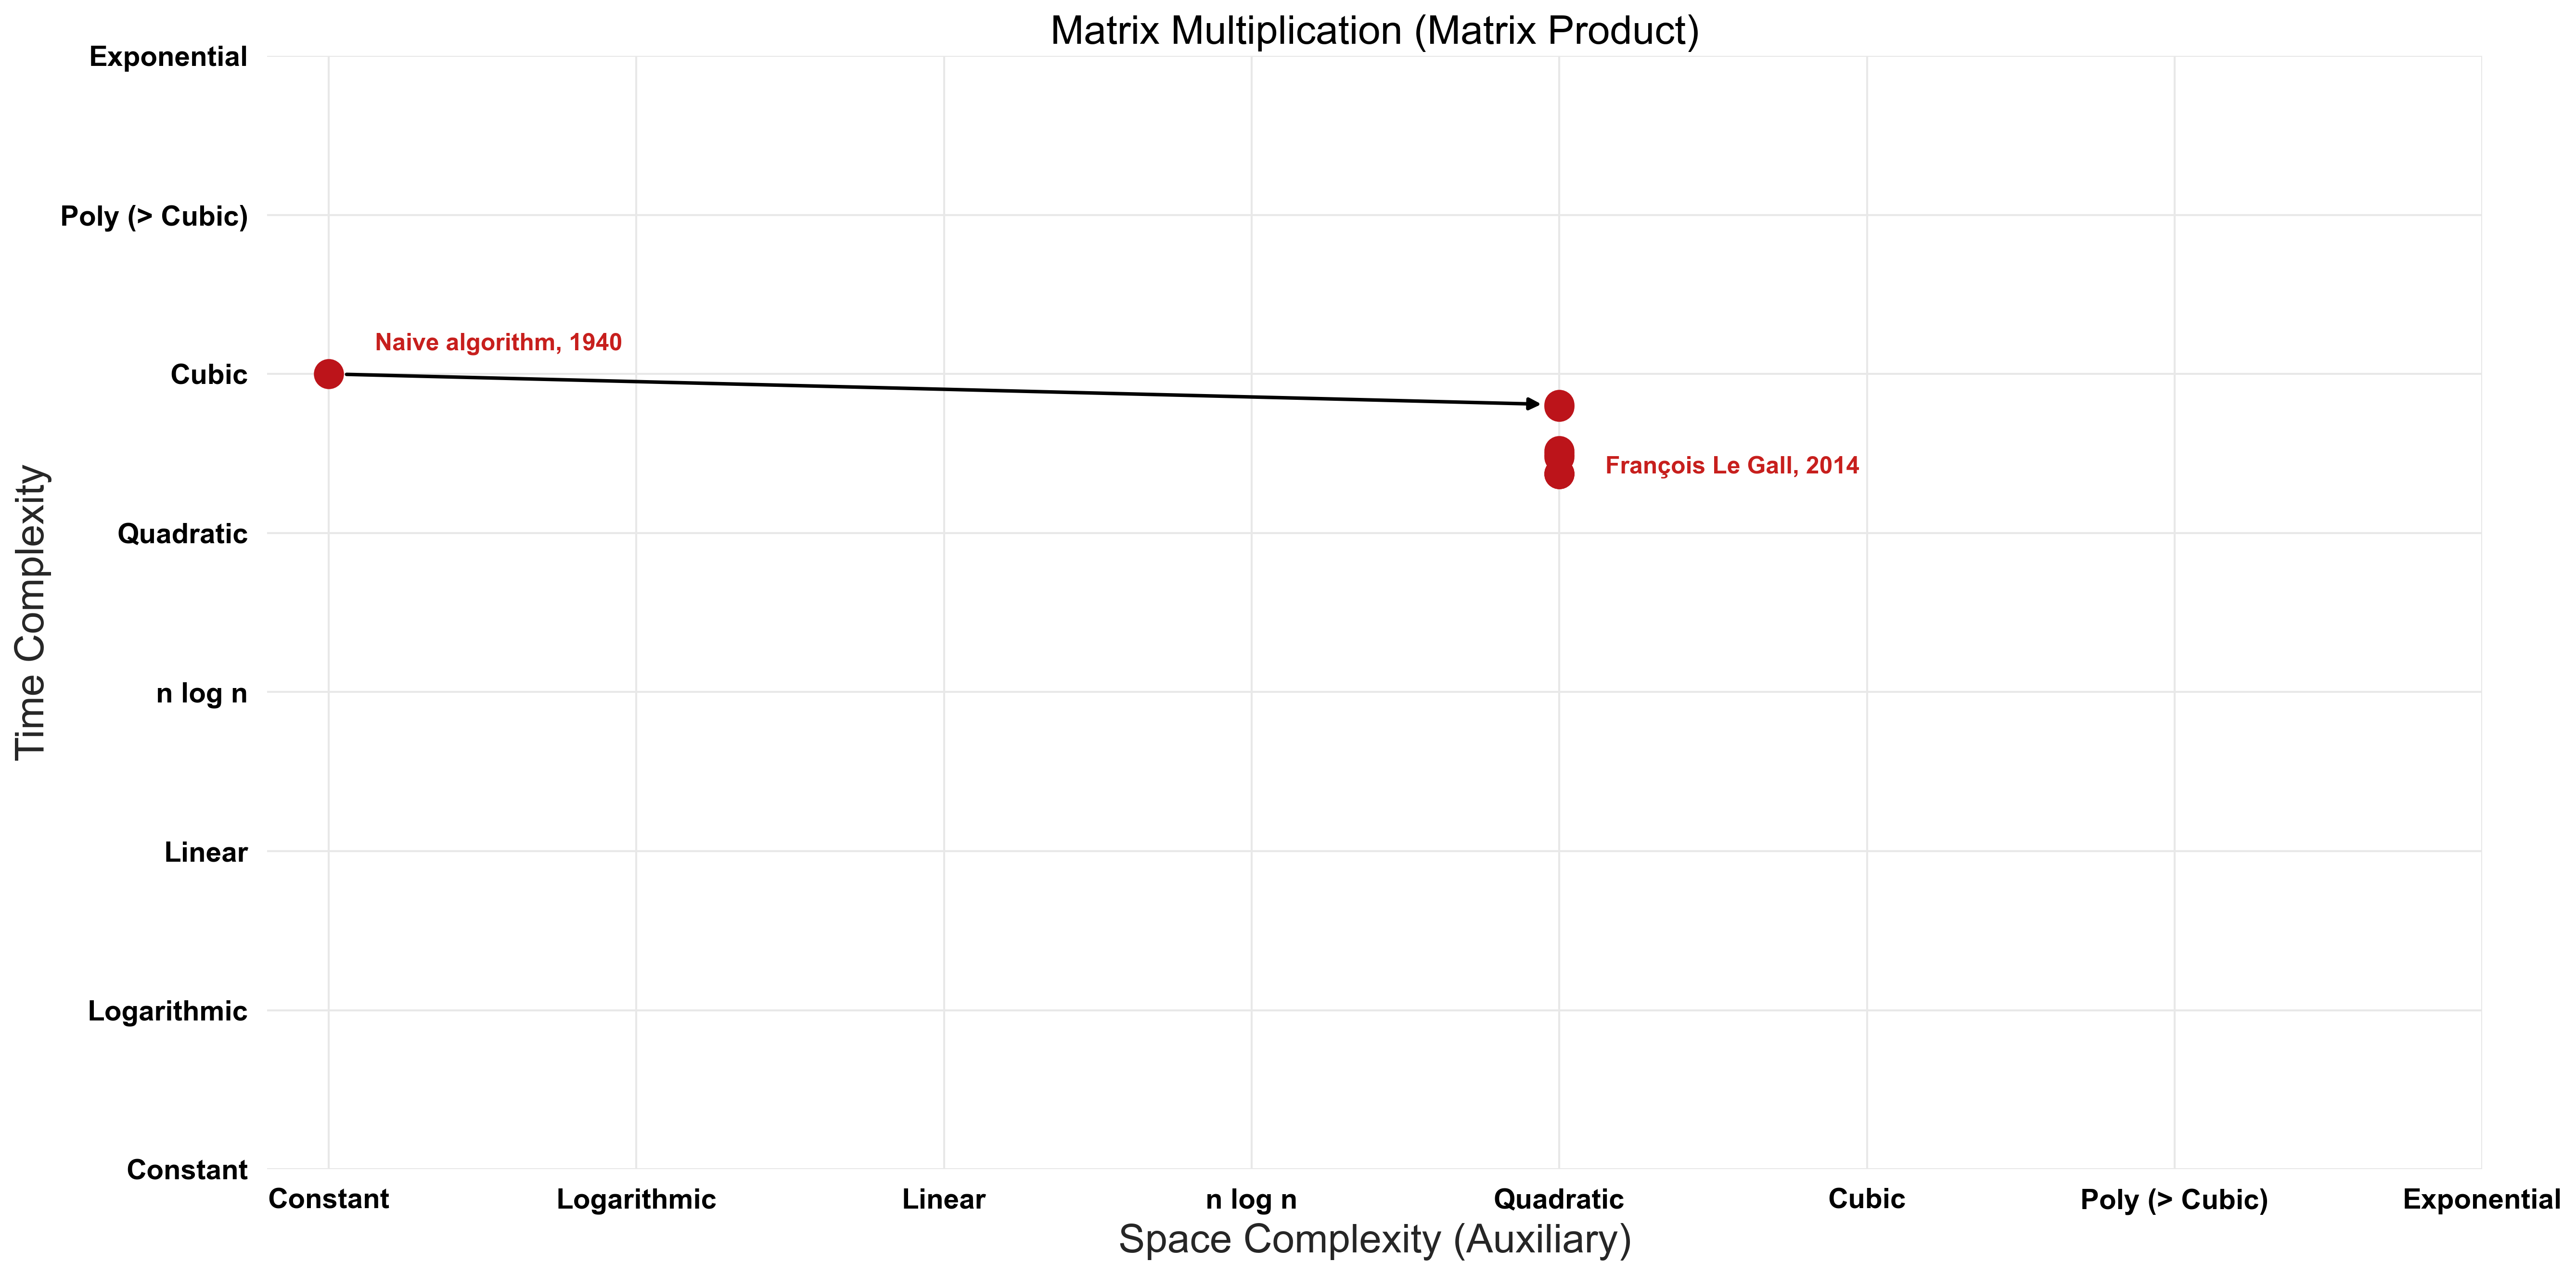 Matrix Multiplication (Matrix Product)
Exponential
Poly (> Cubic)
Naive algorithm, 1940
Cubic
François Le Gall, 2014
Quadratic
n log n
Linear
Logarithmic
Constant
Time Complexity
Constant
Logarithmic
Linear
n log n
Quadratic
Cubic
Poly (> Cubic)
Exponential
Space Complexity (Auxiliary)